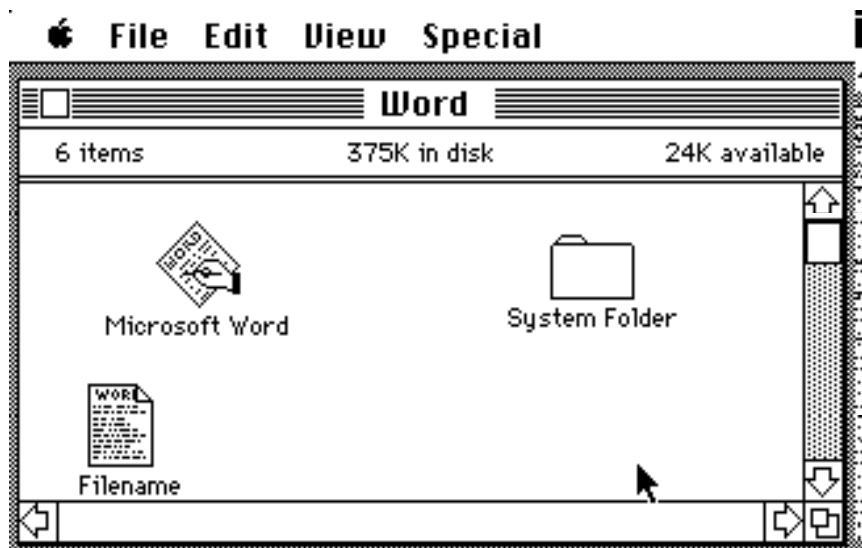 File Edit View Special
Word
6 items 375K in disk 24K available
WORD
Microsoft Word
System Folder
WORD
Filename